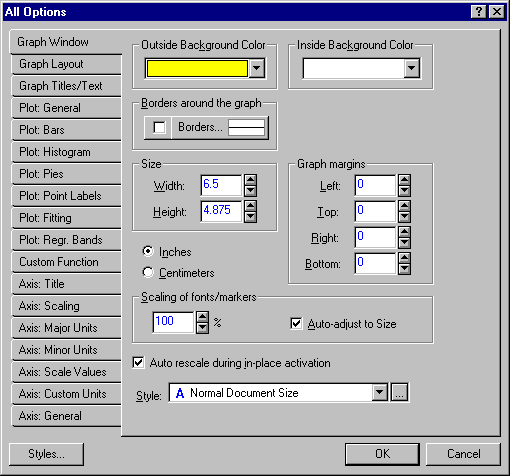 All Options
Graph Window
Graph Layout
Graph Titles/Text
Plot: General
Plot: Bars
Plot: Histogram
Plot: Pies
Plot: Point Labels
Plot: Fitting
Plot: Regr. Bands
Custom Function
Axis: Title
Axis: Scaling
Axis: Major Units
Axis: Minor Units
Axis: Scale Values
Axis: Custom Units
Axis: General
Outside Background Color
Inside Background Color
Borders around the graph
Borders...
Size
Width: 6.5
Height: 4.875
Graph margins
Left: 0
Top: 0
Right: 0
Bottom: 0
Inches
Centimeters
Scaling of fonts/markers
100 %
Auto-adjust to Size
Auto rescale during in-place activation
Style: A Normal Document Size ...
Styles...
OK
Cancel